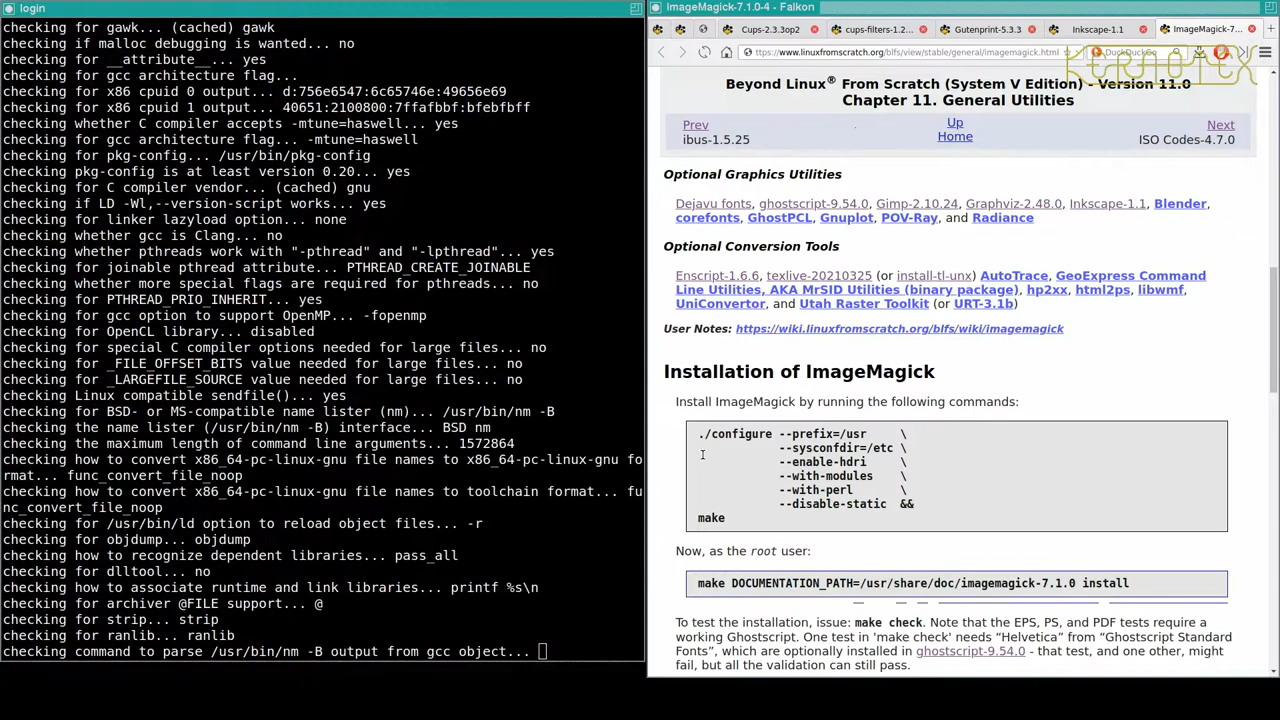 login
checking for gawk... (cached) gawk
checking if malloc debugging is wanted... no
checking for __attribute__... yes
checking for gcc architecture flag...
checking for x86 cpuid 0 output... d:756e6547:6c65746e:49656e69
checking for x86 cpuid 1 output... 40651:2100800:7ffafbbf:bfebfbff
checking whether C compiler accepts -mtune=haswell... yes
checking for gcc architecture flag... -mtune=haswell
checking for pkg-config... /usr/bin/pkg-config
checking pkg-config is at least version 0.20... yes
checking for C compiler vendor... (cached) gnu
checking if LD -Wl,--version-script works... yes
checking for linker lazyload option... none
checking whether gcc is Clang... no
checking whether pthreads work with "-pthread" and "-lpthread"... yes
checking for joinable pthread attribute... PTHREAD_CREATE_JOINABLE
checking whether more special flags are required for pthreads... no
checking for PTHREAD_PRIO_INHERIT... yes
checking for gcc option to support OpenMP... -fopenmp
checking for OpenCL library... disabled
checking for special C compiler options needed for large files... no
checking for _FILE_OFFSET_BITS value needed for large files... no
checking for _LARGEFILE_SOURCE value needed for large files... no
checking Linux compatible sendfile()... yes
checking for BSD- or MS-compatible name lister (nm)... /usr/bin/nm -B
checking the name lister (/usr/bin/nm -B) interface... BSD nm
checking the maximum length of command line arguments... 1572864
checking how to convert x86_64-pc-linux-gnu file names to x86_64-pc-linux-gnu fo
rmat... func_convert_file_noop
checking how to convert x86_64-pc-linux-gnu file names to toolchain format... fu
nc_convert_file_noop
checking for /usr/bin/ld option to reload object files... -r
checking for objdump... objdump
checking how to recognize dependent libraries... pass_all
checking for dlltool... no
checking how to associate runtime and link libraries... printf %s\n
checking for archiver @FILE support... @
checking for strip... strip
checking for ranlib... ranlib
checking command to parse /usr/bin/nm -B output from gcc object...
ImageMagick-7.1.0-4 - Falkon
Cups-2.3.3op2 cups-filters-1.2... Gutenprint-5.3.3 Inkscape-1.1 ImageMagick-7...
ttps://www.linuxfromscratch.org/blfs/view/stable/general/imagemagick.html DuckDuckGo
KERNOTEX
Beyond Linux® From Scratch (System V Edition) - Version 11.0
Chapter 11. General Utilities
Prev Up Next
ibus-1.5.25 Home ISO Codes-4.7.0
Optional Graphics Utilities
Dejavu fonts, ghostscript-9.54.0, Gimp-2.10.24, Graphviz-2.48.0, Inkscape-1.1, Blender,
corefonts, GhostPCL, Gnuplot, POV-Ray, and Radiance
Optional Conversion Tools
Enscript-1.6.6, texlive-20210325 (or install-tl-unx) AutoTrace, GeoExpress Command
Line Utilities, AKA MrSID Utilities (binary package), hp2xx, html2ps, libwmf,
UniConvertor, and Utah Raster Toolkit (or URT-3.1b)
User Notes: https://wiki.linuxfromscratch.org/blfs/wiki/imagemagick
Installation of ImageMagick
Install ImageMagick by running the following commands:
./configure --prefix=/usr \
--sysconfdir=/etc \
--enable-hdri \
--with-modules \
--with-perl \
--disable-static &&
make
Now, as the root user:
make DOCUMENTATION_PATH=/usr/share/doc/imagemagick-7.1.0 install
To test the installation, issue: make check. Note that the EPS, PS, and PDF tests require a
working Ghostscript. One test in 'make check' needs “Helvetica” from “Ghostscript Standard
Fonts”, which are optionally installed in ghostscript-9.54.0 - that test, and one other, might
fail, but all the validation can still pass.